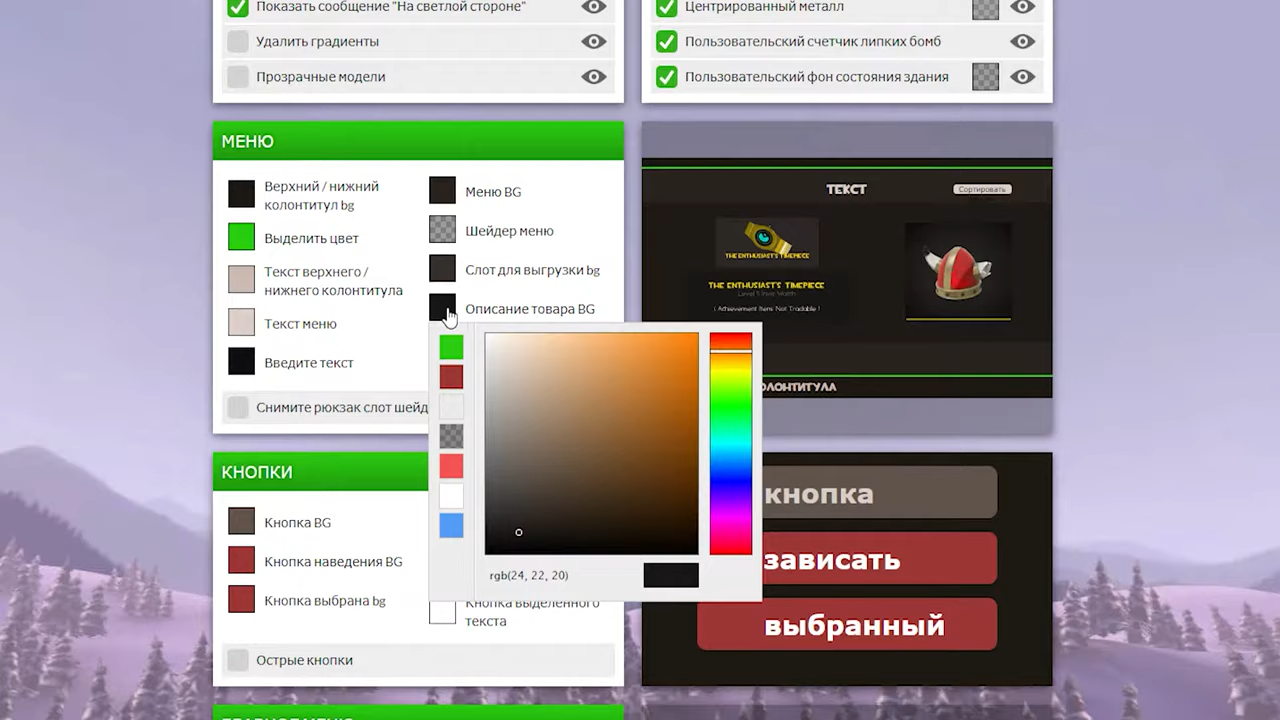 Показать сообщение "На светлой стороне"
Удалить градиенты
Прозрачные модели
Центрированный металл
Пользовательский счетчик липких бомб
Пользовательский фон состояния здания
МЕНЮ
Верхний / нижний
колонтитул bg
Выделить цвет
Текст верхнего /
нижнего колонтитула
Текст меню
Введите текст
Меню BG
Шейдер меню
Слот для выгрузки bg
Описание товара BG
Снимите рюкзак слот шейд
ТЕКСТ
Сортировать
THE ENTHUSIAST'S TIMEPIECE
THE ENTHUSIAST'S TIMEPIECE
( Achievement Item: Not Tradable )
ОЛОНТИТУЛА
rgb(24, 22, 20)
КНОПКИ
Кнопка BG
Кнопка наведения BG
Кнопка выбрана bg
Кнопка выделенного
текста
Острые кнопки
кнопка
зависать
выбранный